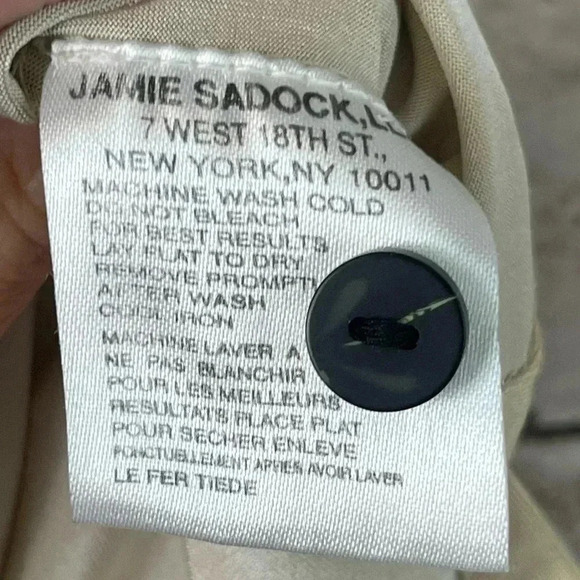 JAMIE SADOCK,
7 WEST 18TH ST.,
NEW YORK,NY 10011
MACHINE WASH COLD
DO NOT BLEACH
FOR BEST RESULTS
LAY FLAT TO DRY
REMOVE PROMPTL
AFTER WASH
COOL IRON
MACHINE LAVER A
NE PAS BLANCHIR
POUR LES MEILLEURS
RESULTATS PLACE PLAT
POUR SECHER ENLEVE
PONCTUELLEMENT APRES AVOIR LAVER
LE FER TIEDE